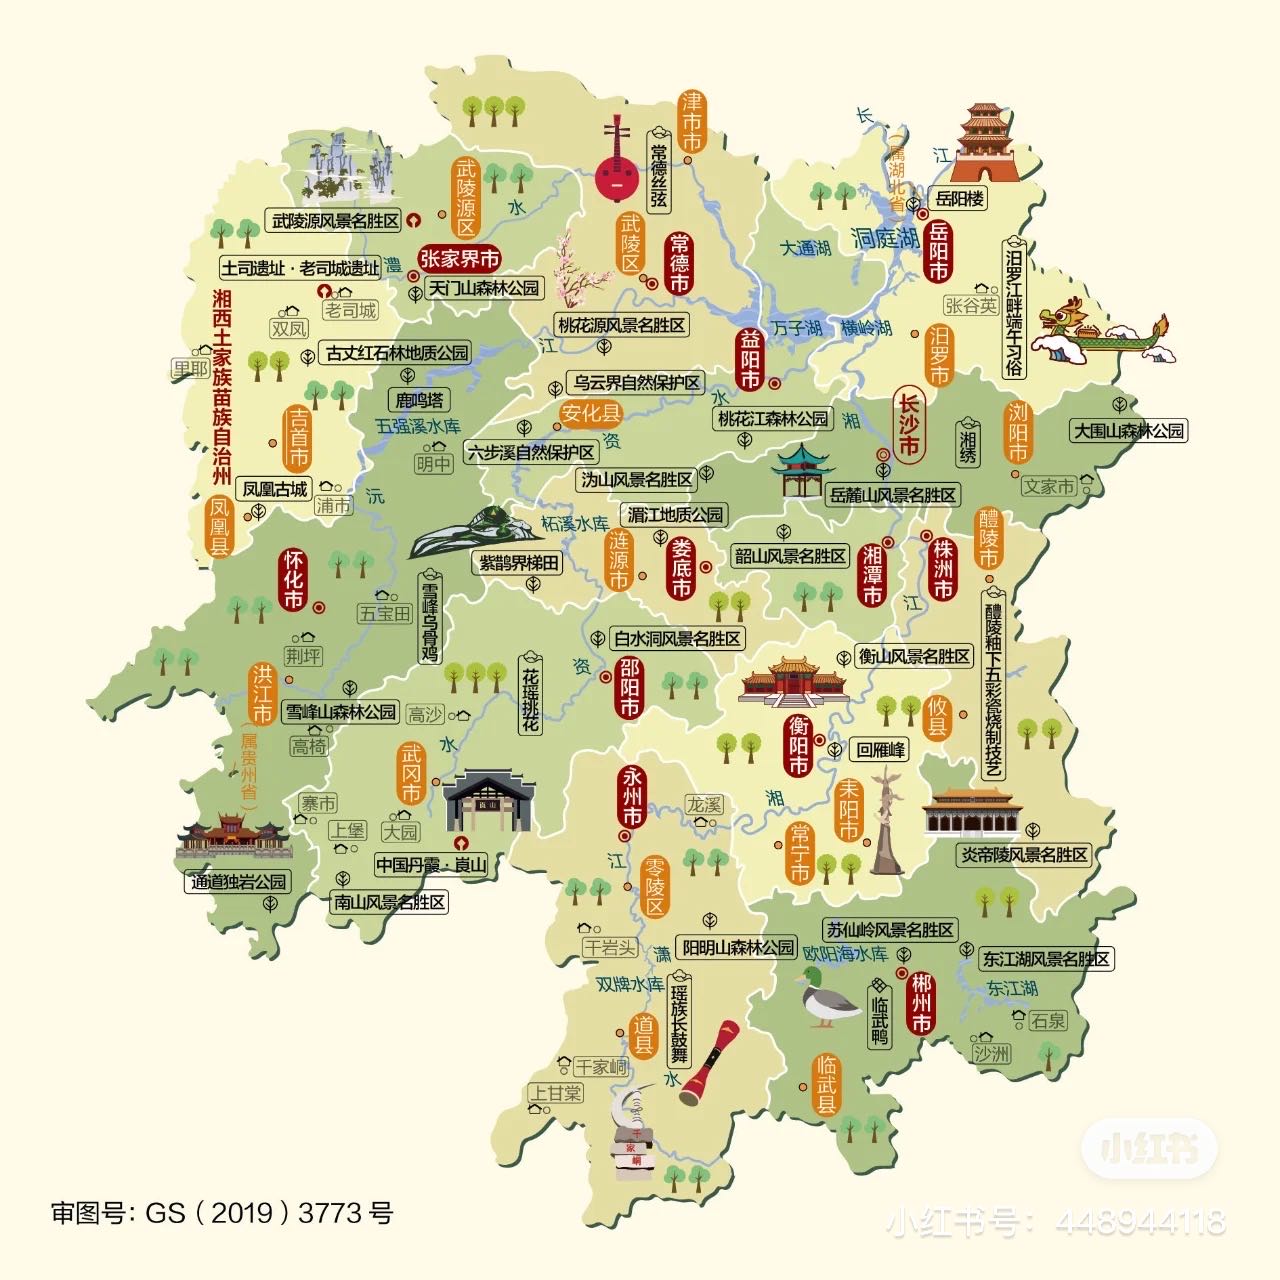 津市市
长
属湖北省
江
常德丝弦
武陵源区
水
岳阳楼
武陵源风景名胜区
武陵区
常德市
大通湖
洞庭湖
岳阳市
张家界市
土司遗址·老司城遗址
澧
天门山森林公园
汨罗江畔端午习俗
张谷英
老司城
双凤
湘西土家族苗族自治州
桃花源风景名胜区
万子湖
横岭湖
汨罗市
江
益阳市
古丈红石林地质公园
里耶
乌云界自然保护区
水
鹿鸣塔
安化县
桃花江森林公园
湘
长沙市
湘绣
浏阳市
大围山森林公园
吉首市
五强溪水库
资
六步溪自然保护区
明中
沩山风景名胜区
岳麓山风景名胜区
文家市
凤凰古城
浦市
沅
凤凰县
柘溪水库
湄江地质公园
醴陵市
涟源市
娄底市
韶山风景名胜区
湘潭市
株洲市
紫鹊界梯田
怀化市
雪峰乌骨鸡
五宝田
江
醴陵釉下五彩瓷烧制技艺
白水洞风景名胜区
荆坪
衡山风景名胜区
花瑶挑花
资
邵阳市
洪江市
雪峰山森林公园
高沙
攸县
高椅
水
衡阳市
回雁峰
属贵州省）
武冈市
永州市
湘
耒阳市
寨市
龙溪
上堡
大园
常宁市
炎帝陵风景名胜区
中国丹霞·崀山
崀山
江
零陵区
通道独岩公园
南山风景名胜区
苏仙岭风景名胜区
干岩头
阳明山森林公园
潇
欧阳海水库
东江湖风景名胜区
双牌水库
瑶族长鼓舞
临武鸭
郴州市
东江湖
道县
石泉
沙洲
千家峒
水
上甘棠
临武县
千
家
峒
小红书
审图号：GS（2019）3773号
小红书号：448944118